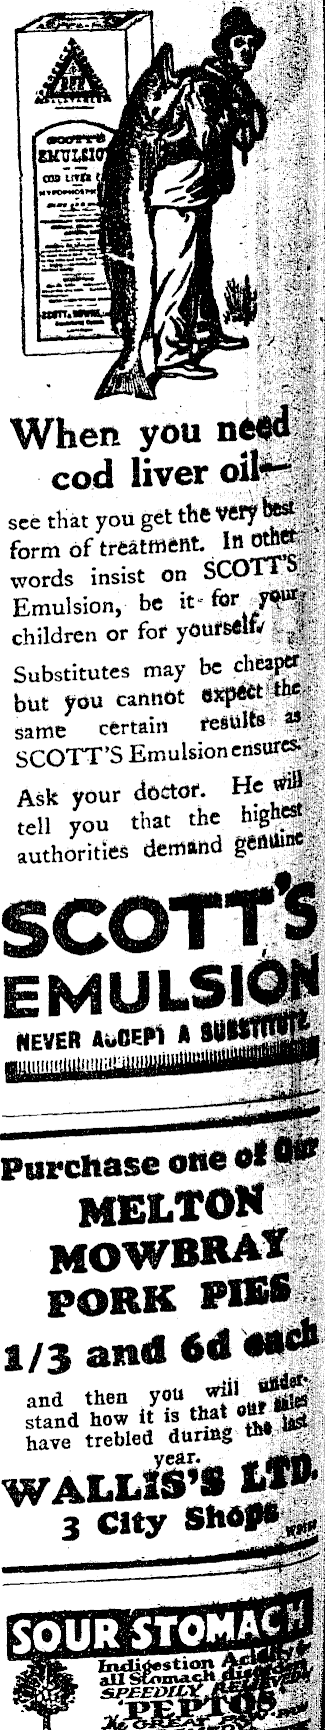 SCOTT'S
EMULSION
COD LIVER
SCOTT & BOWNE
When you need
cod liver oil—
see that you get the very best
form of treatment. In other
words insist on SCOTT'S
Emulsion, be it for your
children or for yourself.
Substitutes may be cheaper
but you cannot expect the
same certain results as
SCOTT'S Emulsion ensures.
Ask your doctor. He will
tell you that the highest
authorities demand genuine
SCOTT'S
EMULSION
NEVER ACCEPT A SUBSTITUTE
Purchase one of Our
MELTON
MOWBRAY
PORK PIES
1/3 and 6d each
and then you will under-
stand how it is that our sales
have trebled during the last
year.
WALLIS'S LTD.
3 City Shops
SOUR STOMACH
Indigestion Acidity &
all Stomach disorders
SPEEDILY RELIEVED
"PEPTOS"
The GREAT